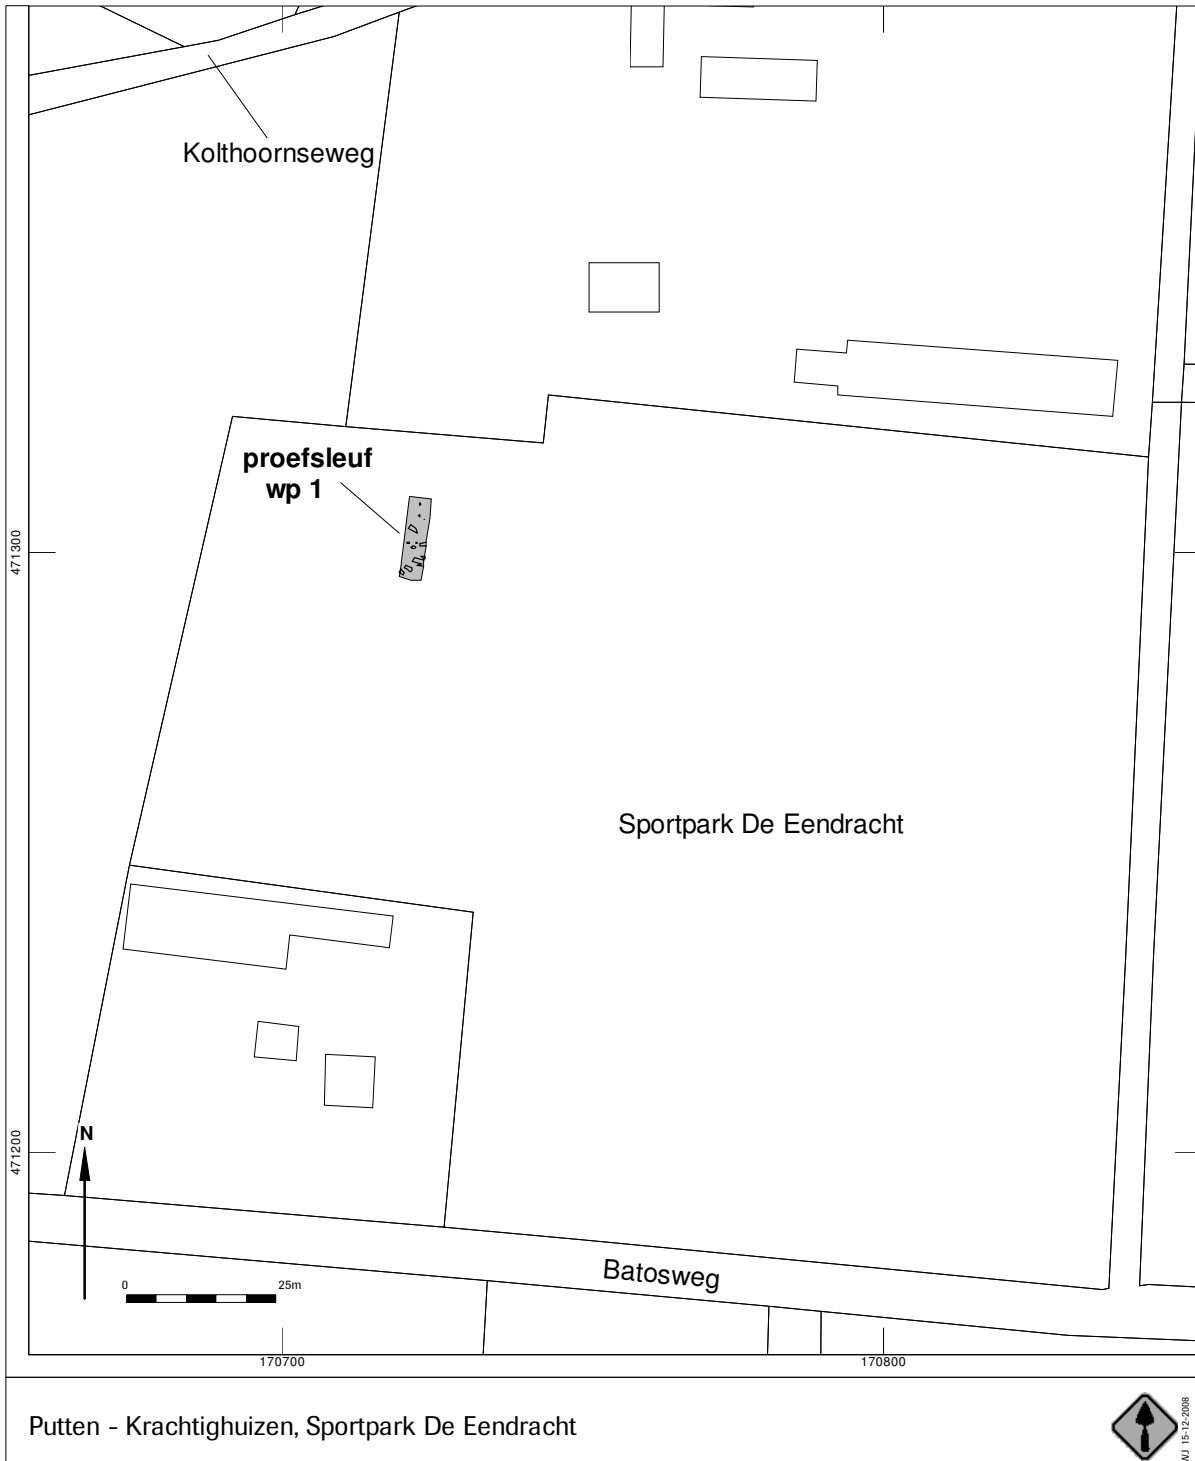 Kolthoornseweg
proefsleuf
wp 1
471300
Sportpark De Eendracht
471200
N
0 25m
Batosweg
170700 170800
Putten - Krachtighuizen, Sportpark De Eendracht
WJ 15-12-2008